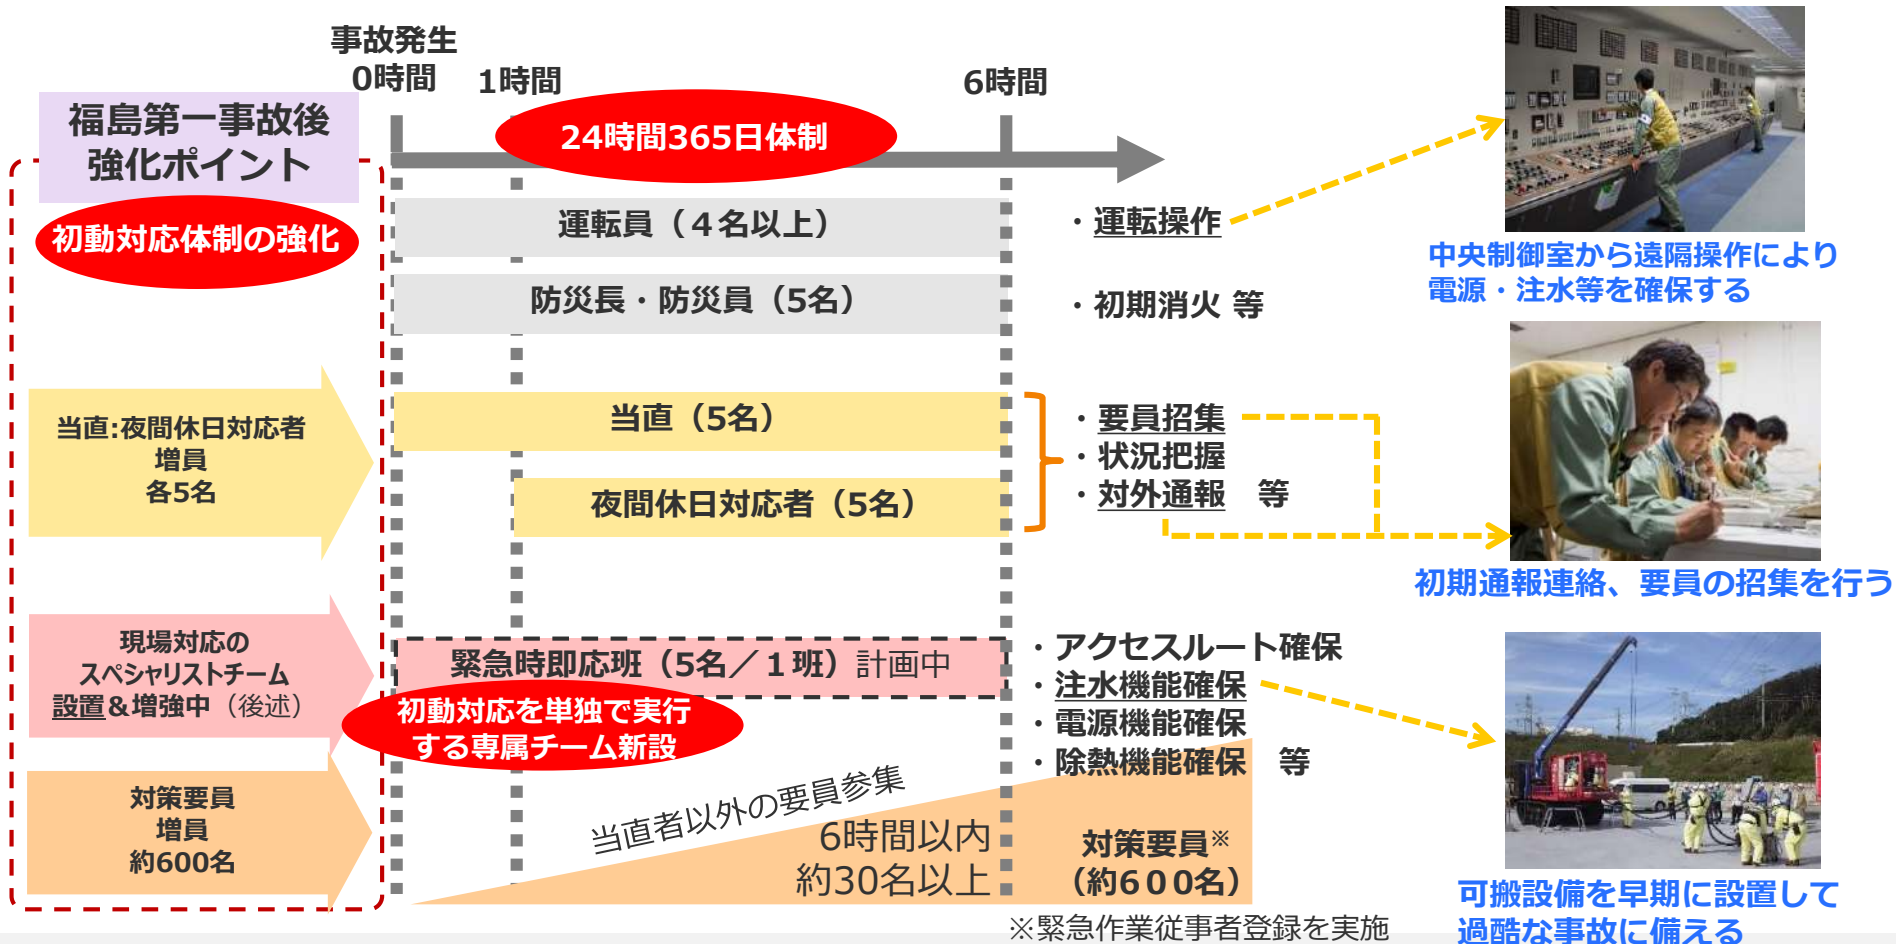 事故発生
0時間
1時間
6時間
24時間365日体制
福島第一事故後
強化ポイント
初動対応体制の強化
運転員（４名以上）
・運転操作
防災長・防災員（5名）
・初期消火 等
中央制御室から遠隔操作により
電源・注水等を確保する
当直:夜間休日対応者
増員
各5名
当直（5名）
夜間休日対応者（5名）
・要員招集
・状況把握
・対外通報　等
初期通報連絡、要員の招集を行う
現場対応の
スペシャリストチーム
設置＆増強中（後述）
緊急時即応班（5名／１班）計画中
初動対応を単独で実行
する専属チーム新設
・アクセスルート確保
・注水機能確保
・電源機能確保
・除熱機能確保　等
対策要員
増員
約600名
当直者以外の要員参集
6時間以内
約30名以上
対策要員※
（約６００名）
※緊急作業従事者登録を実施
可搬設備を早期に設置して
過酷な事故に備える